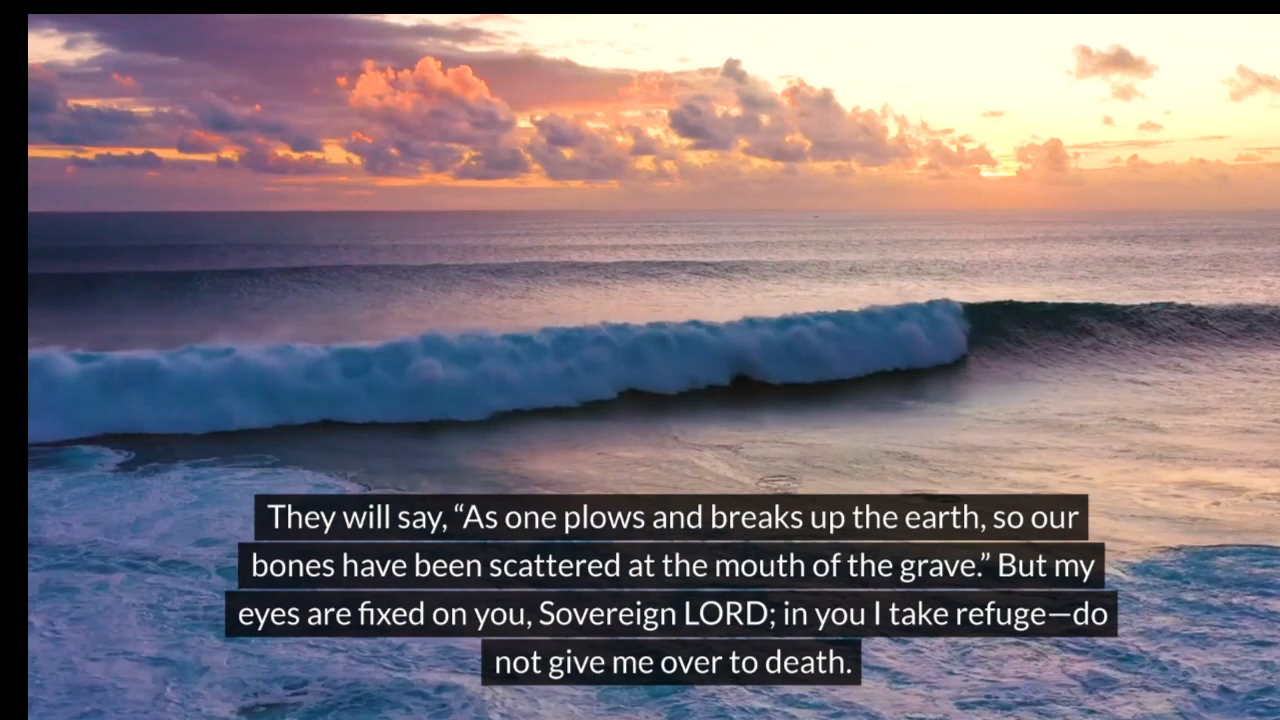 They will say, “As one plows and breaks up the earth, so our
bones have been scattered at the mouth of the grave.” But my
eyes are fixed on you, Sovereign LORD; in you I take refuge—do
not give me over to death.